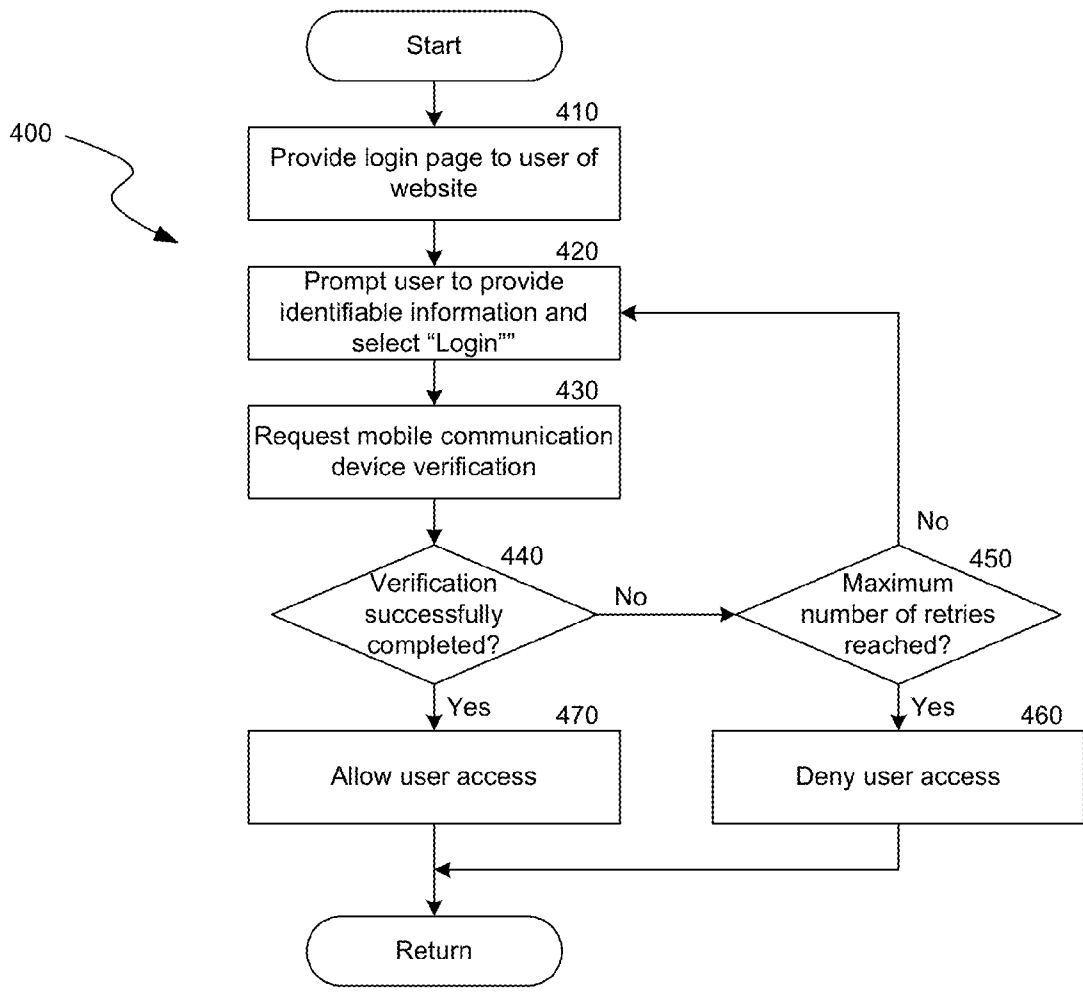 Start
400
410
Provide login page to user of
website
420
Prompt user to provide
identifiable information and
select “Login””
430
Request mobile communication
device verification
440
Verification
successfully
completed?
No
No
450
Maximum
number of retries
reached?
Yes
470
Allow user access
Yes
460
Deny user access
Return